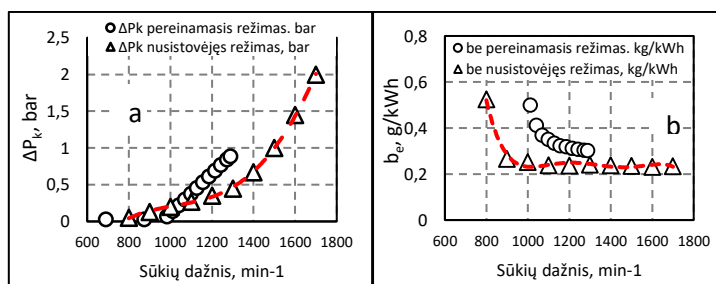 ΔPk pereinamasis režimas. bar
ΔPk nusistovėjęs režimas, bar
a
ΔPk, bar
2,5
2
1,5
1
0,5
0
600 800 1000 1200 1400 1600 1800
Sūkių dažnis, min-1
be pereinamasis režimas. kg/kWh
be nusistovėjęs režimas, kg/kWh
b
be, g/kWh
0,8
0,6
0,4
0,2
0
600 800 1000 1200 1400 1600 1800
Sūkių dažnis, min-1